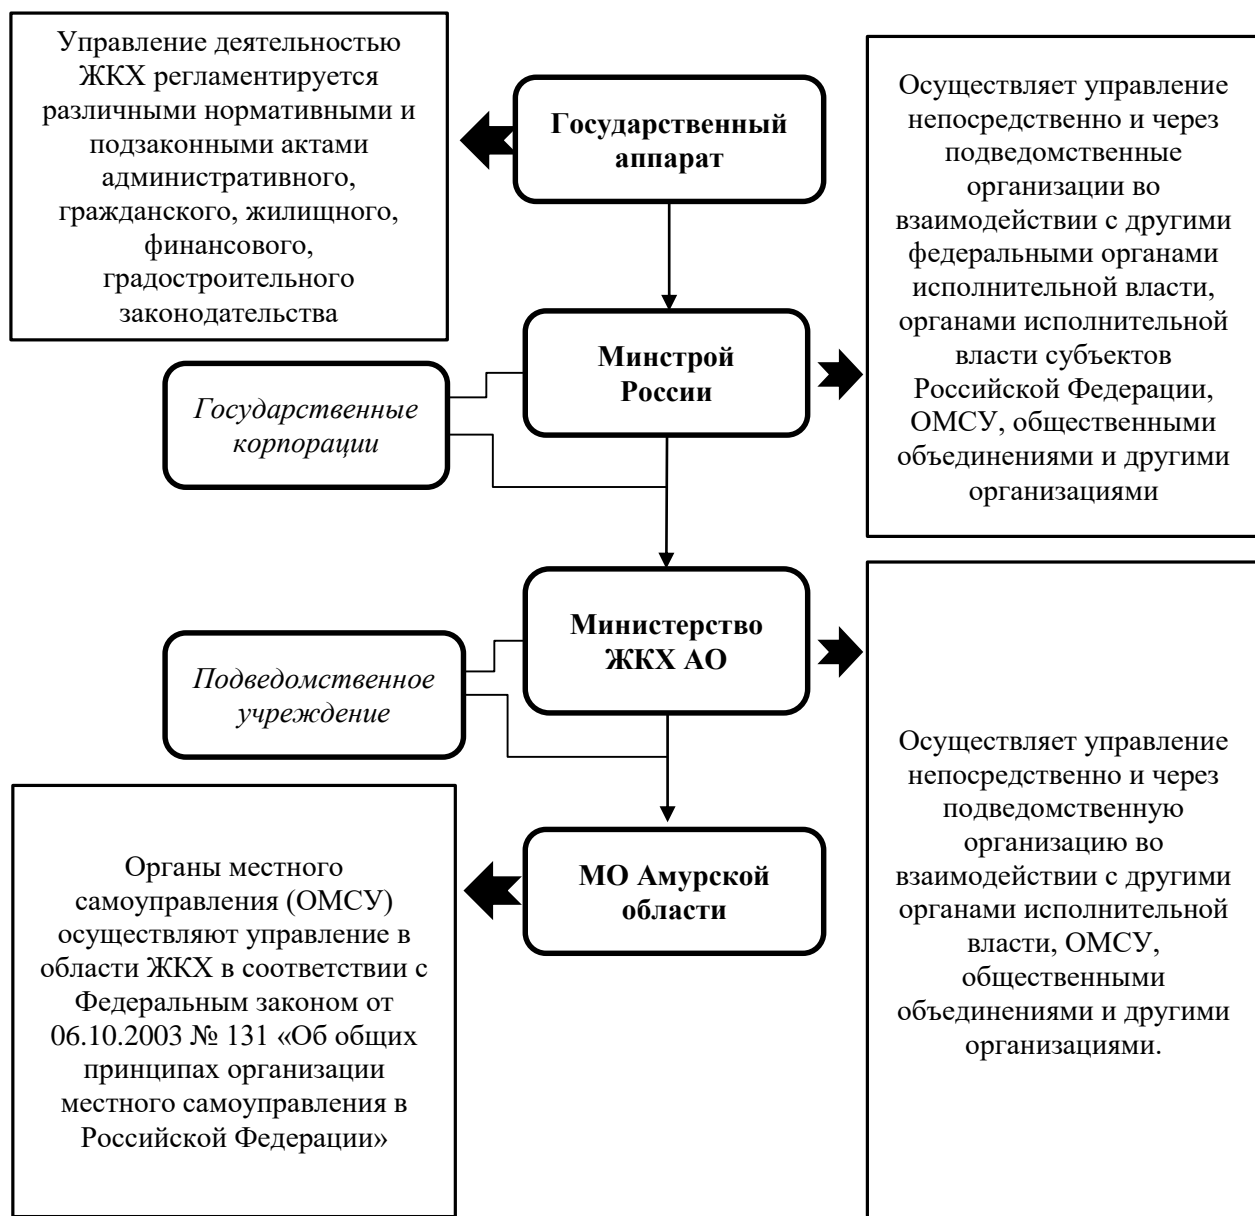 Управление деятельностью
ЖКХ регламентируется
различными нормативными и
подзаконными актами
административного,
гражданского, жилищного,
финансового,
градостроительного
законодательства
Государственный
аппарат
Осуществляет управление
непосредственно и через
подведомственные
организации во
взаимодействии с другими
федеральными органами
исполнительной власти,
органами исполнительной
власти субъектов
Российской Федерации,
ОМСУ, общественными
объединениями и другими
организациями
Минстрой
России
Государственные
корпорации
Министерство
ЖКХ АО
Подведомственное
учреждение
Осуществляет управление
непосредственно и через
подведомственную
организацию во
взаимодействии с другими
органами исполнительной
власти, ОМСУ,
общественными
объединениями и другими
организациями.
МО Амурской
области
Органы местного
самоуправления (ОМСУ)
осуществляют управление в
области ЖКХ в соответствии с
Федеральным законом от
06.10.2003 № 131 «Об общих
принципах организации
местного самоуправления в
Российской Федерации»